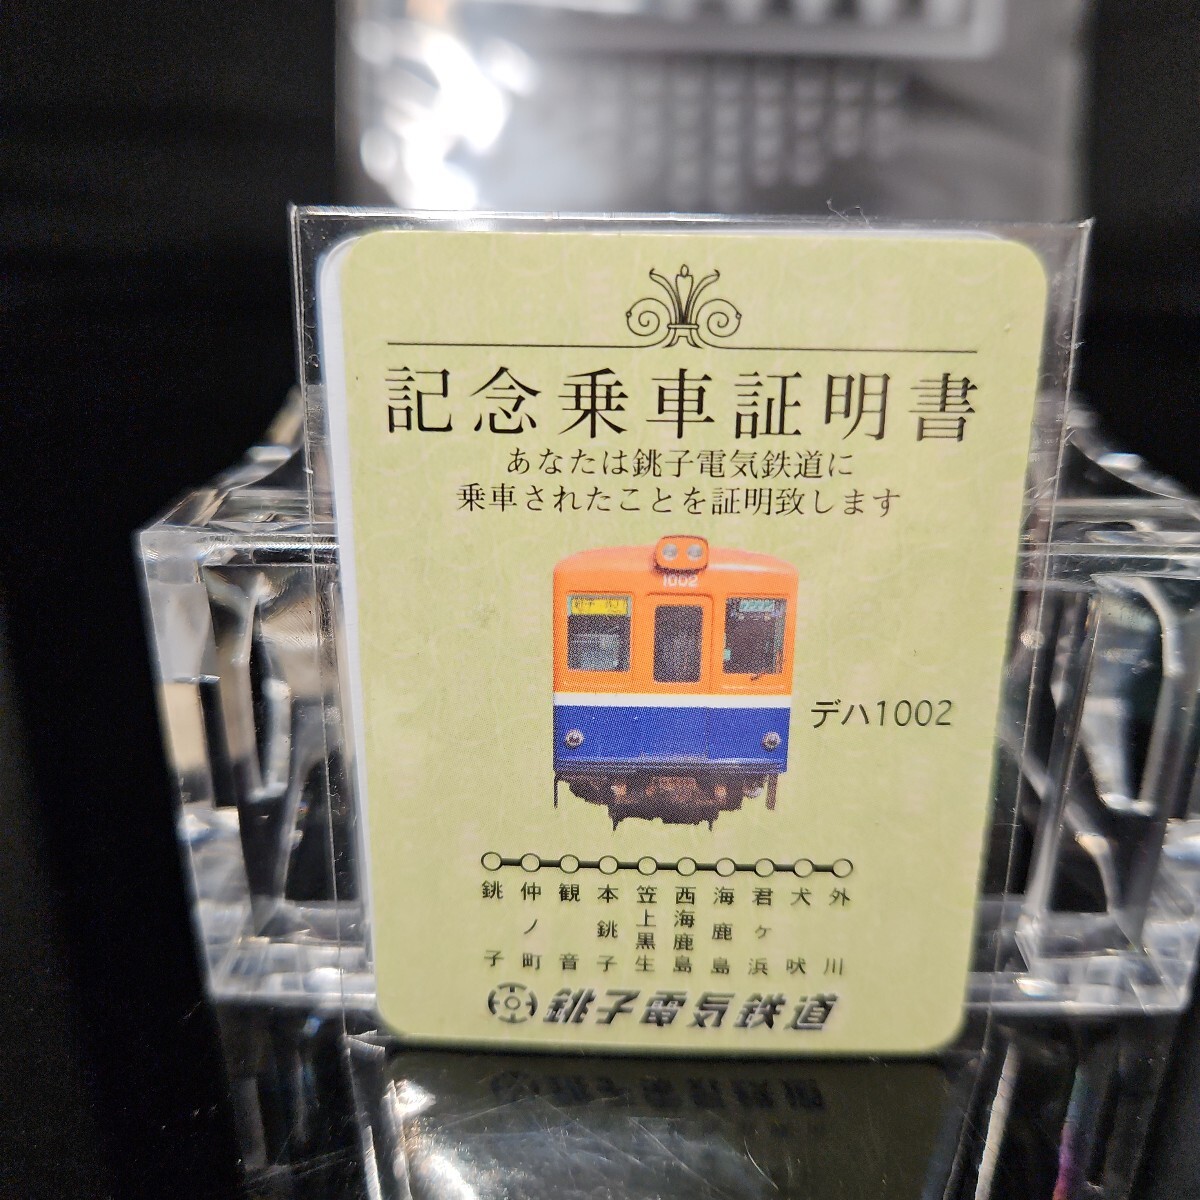 記念乗車証明書
あなたは銚子電気鉄道に
乗車されたことを証明致します
1002
デハ1002
銚子 仲ノ町 観音 本銚子 笠上黒生 西海鹿島 海鹿島 君ヶ浜 犬吠 外川
銚子電気鉄道